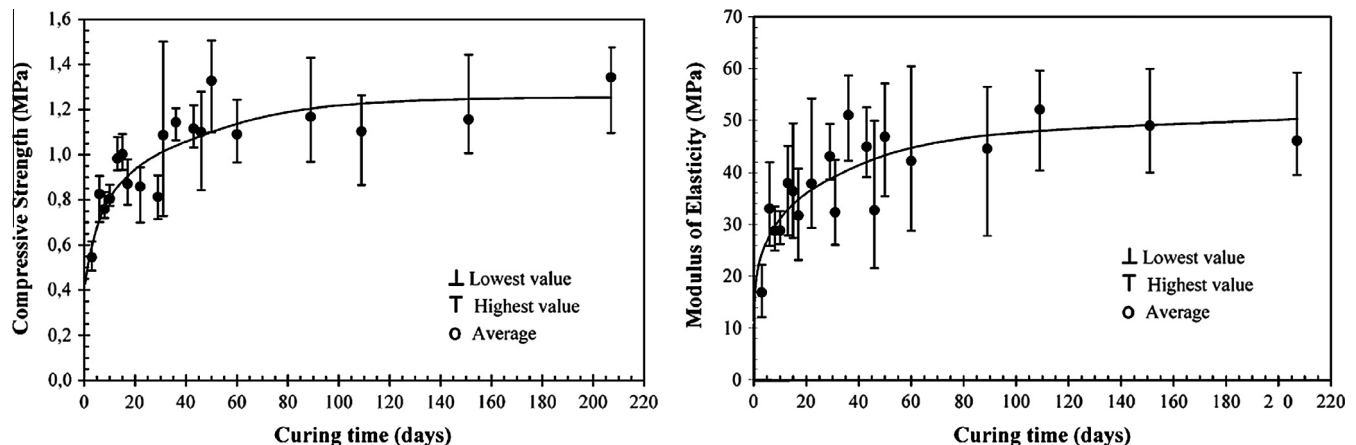 Compressive Strength (MPa)
1,6
1,4
1,2
1,0
0,8
0,6
0,4
0,2
0,0
0 20 40 60 80 100 120 140 160 180 200 220
Curing time (days)
Lowest value
Highest value
Average
Modulus of Elasticity (MPa)
70
60
50
40
30
20
10
0
0 20 40 60 80 100 120 140 160 180 2 0 220
Curing time (days)
Lowest value
Highest value
Average